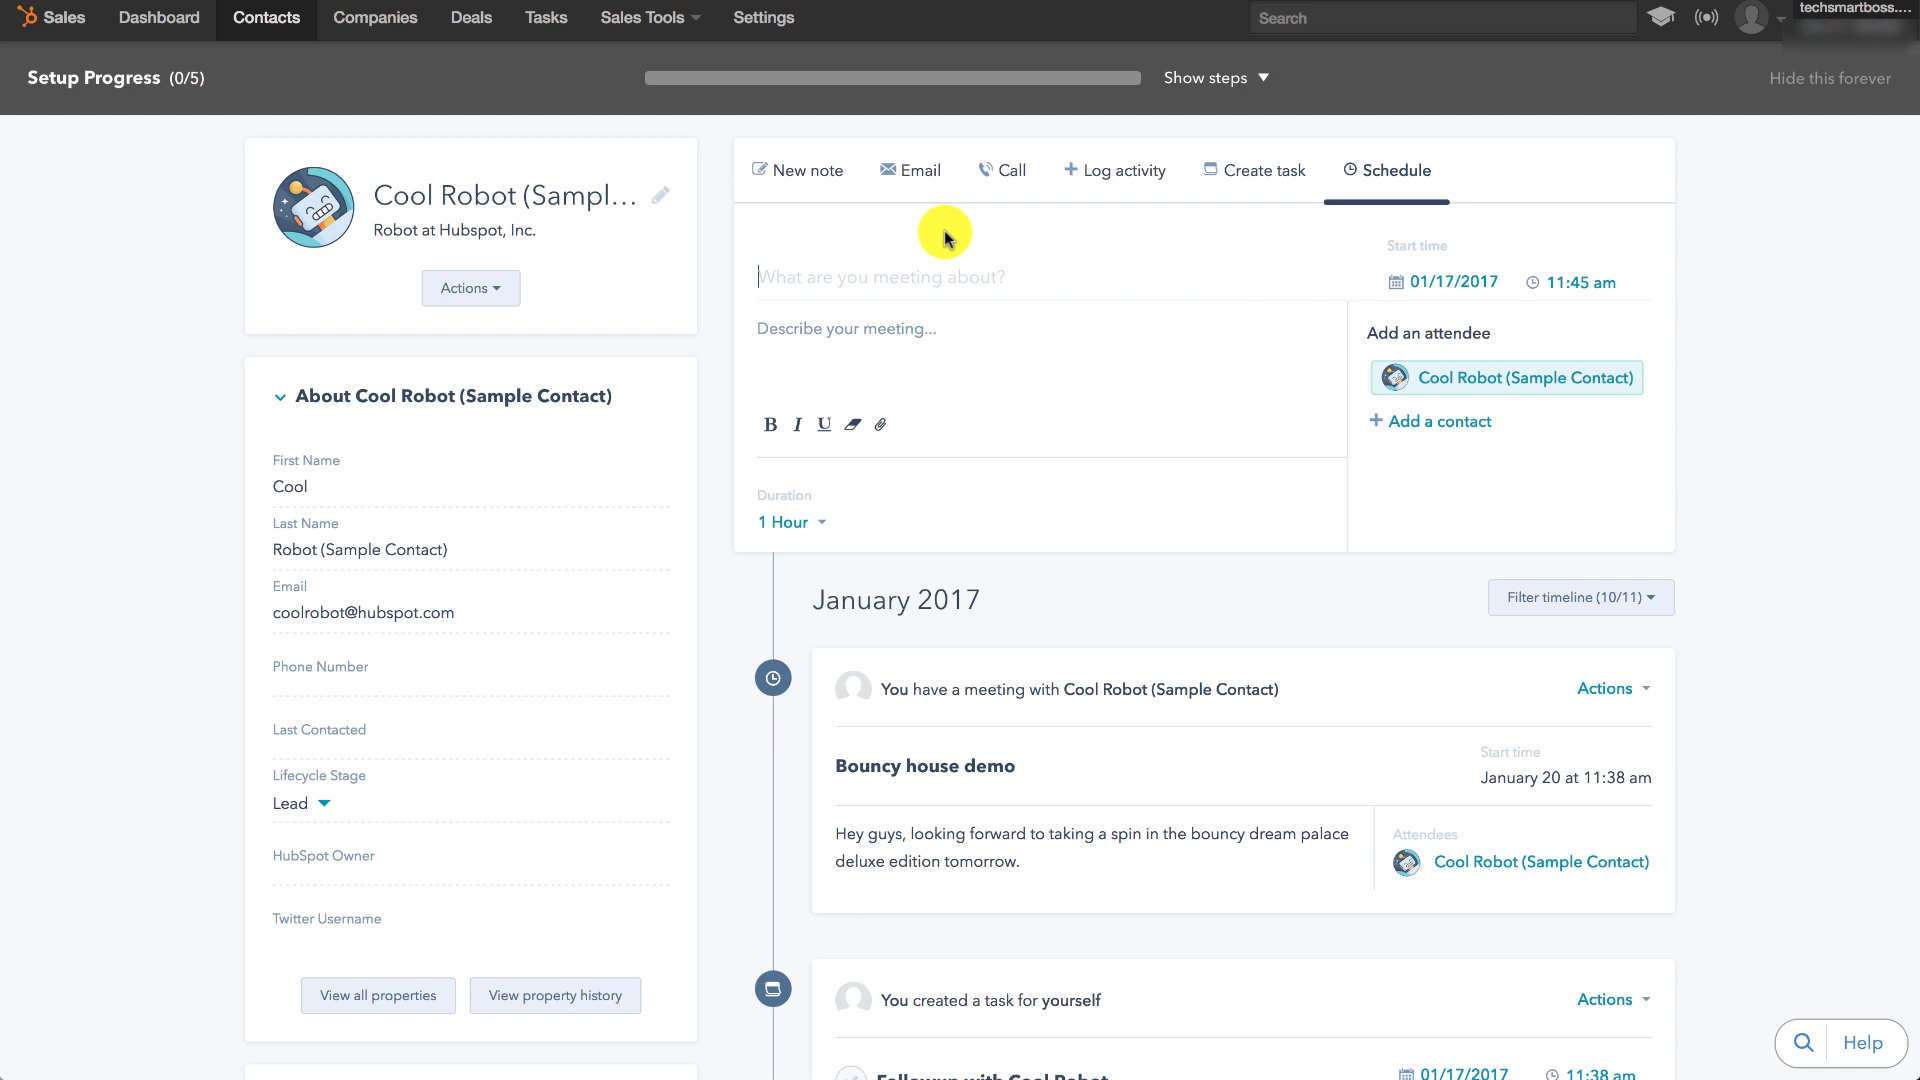 Sales Dashboard Contacts Companies Deals Tasks Sales Tools Settings Search techsmartboss....
Setup Progress (0/5) Show steps Hide this forever
Cool Robot (Sampl...
Robot at Hubspot, Inc.
Actions
About Cool Robot (Sample Contact)
First Name
Cool
Last Name
Robot (Sample Contact)
Email
coolrobot@hubspot.com
Phone Number
Last Contacted
Lifecycle Stage
Lead
HubSpot Owner
Twitter Username
View all properties View property history
New note Email Call Log activity Create task Schedule
Start time
What are you meeting about? 01/17/2017 11:45 am
Describe your meeting...
Add an attendee
Cool Robot (Sample Contact)
Add a contact
B I U
Duration
1 Hour
January 2017 Filter timeline (10/11)
You have a meeting with Cool Robot (Sample Contact) Actions
Bouncy house demo
Start time
January 20 at 11:38 am
Hey guys, looking forward to taking a spin in the bouncy dream palace
deluxe edition tomorrow.
Attendees
Cool Robot (Sample Contact)
You created a task for yourself Actions
Followup with Cool Robot 01/17/2017 11:38 am
Help